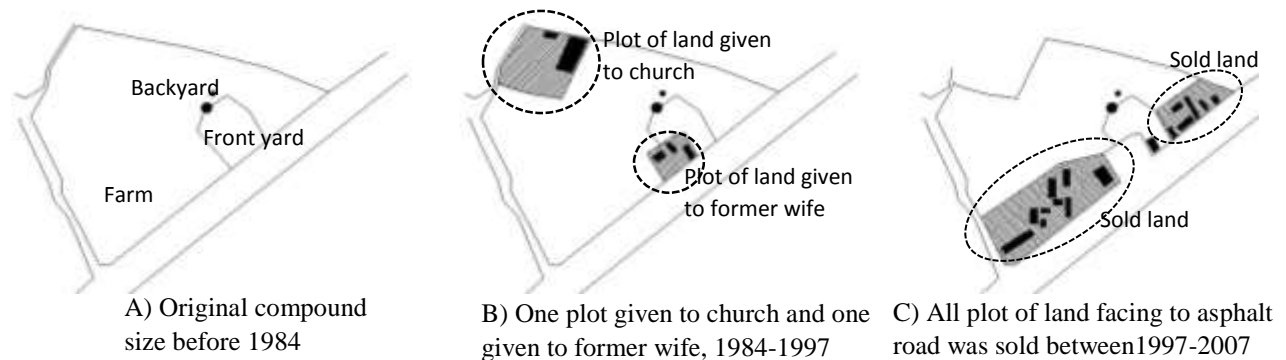 Backyard
Front yard
Farm
A) Original compound
size before 1984
Plot of land given
to church
Plot of land given
to former wife
B) One plot given to church and one
given to former wife, 1984-1997
Sold land
Sold land
C) All plot of land facing to asphalt
road was sold between1997-2007